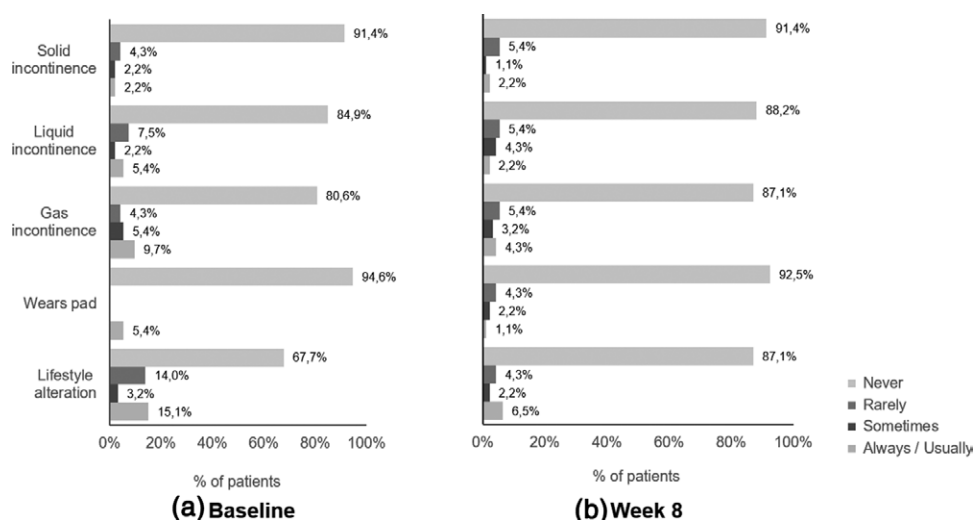 Solid
incontinence
91,4%
4,3%
2,2%
2,2%
Liquid
incontinence
84,9%
7,5%
2,2%
5,4%
Gas
incontinence
80,6%
4,3%
5,4%
9,7%
Wears pad
94,6%
5,4%
Lifestyle
alteration
67,7%
14,0%
3,2%
15,1%
0% 20% 40% 60% 80% 100%
% of patients
(a) Baseline
91,4%
5,4%
1,1%
2,2%
88,2%
5,4%
4,3%
2,2%
87,1%
5,4%
3,2%
4,3%
92,5%
4,3%
2,2%
1,1%
87,1%
4,3%
2,2%
6,5%
0% 20% 40% 60% 80% 100%
% of patients
(b) Week 8
Never
Rarely
Sometimes
Always / Usually